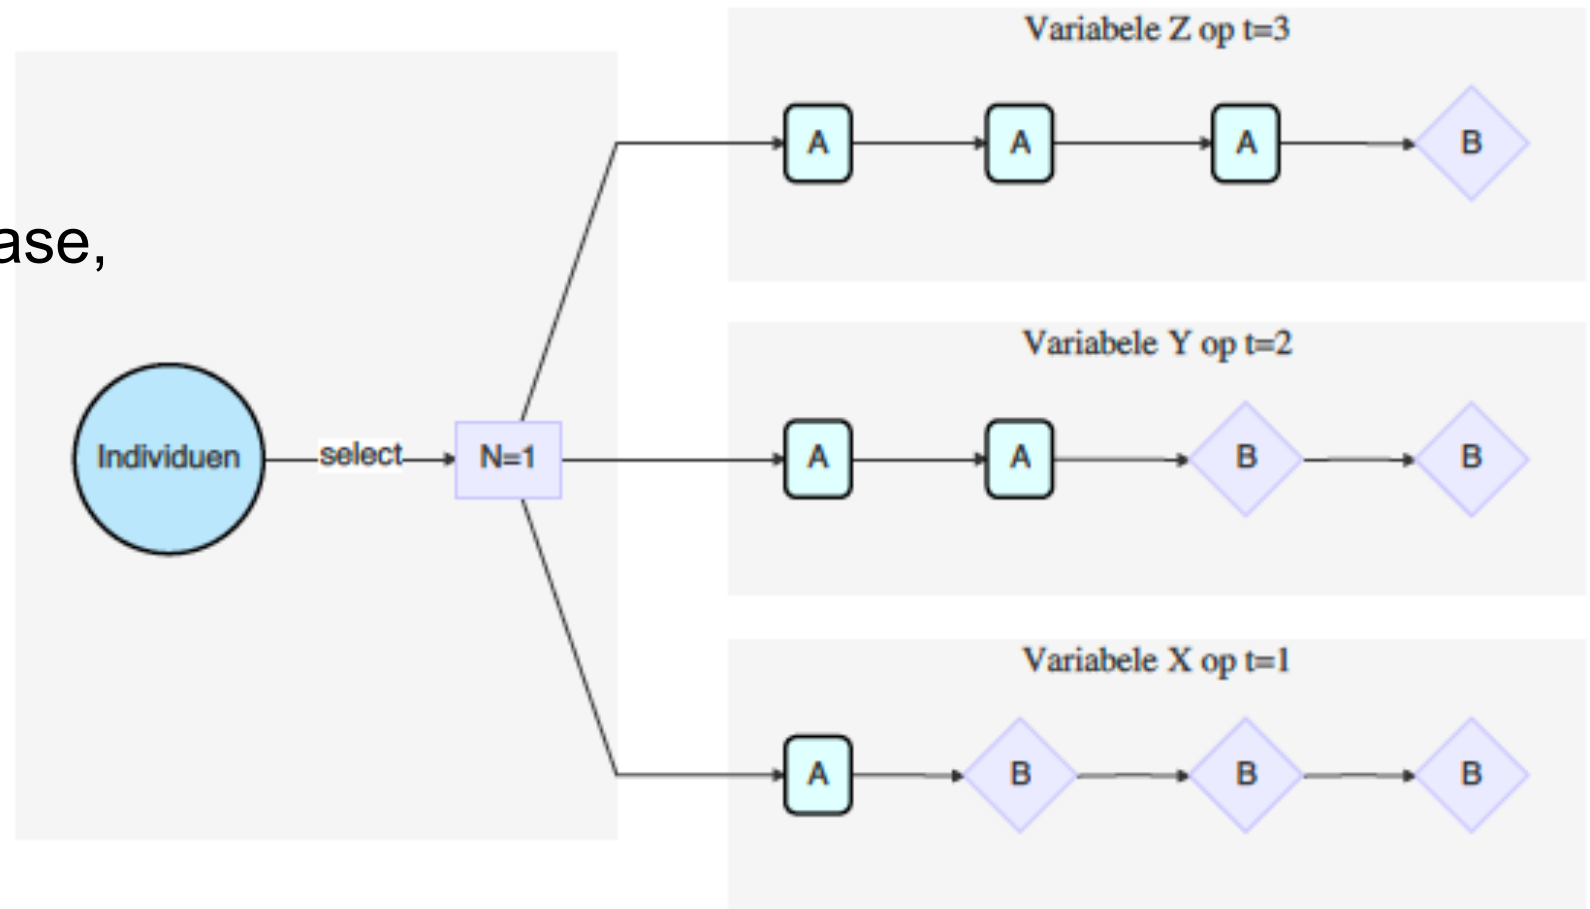 Variabele Z op t=3
A A A B
ase,
Variabele Y op t=2
Individuen select N=1 A A B B
Variabele X op t=1
A B B B